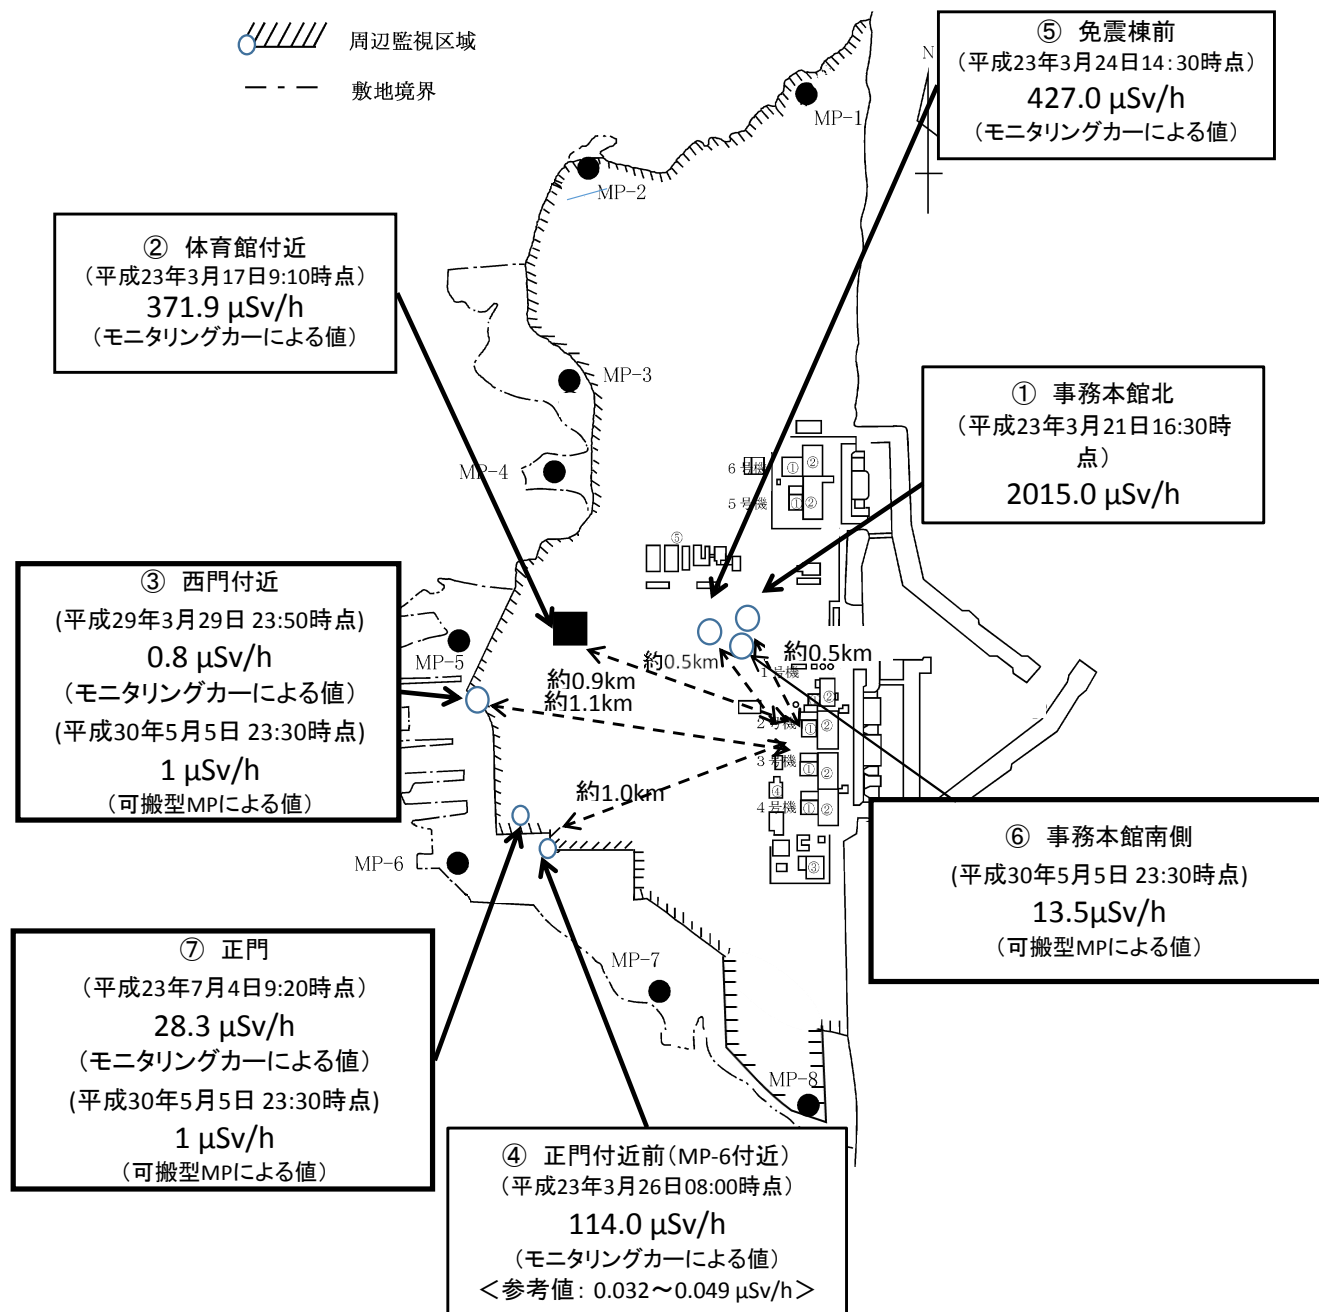 周辺監視区域
敷地境界
⑤ 免震棟前
(平成23年3月24日14:30時点)
427.0 μSv/h
(モニタリングカーによる値)
N
MP-1
MP-2
② 体育館付近
(平成23年3月17日9:10時点)
371.9 μSv/h
(モニタリングカーによる値)
MP-3
① 事務本館北
(平成23年3月21日16:30時
点)
2015.0 μSv/h
MP-4
6号機
① ②
5号機
① ②
⑤
③ 西門付近
(平成29年3月29日 23:50時点)
0.8 μSv/h
(モニタリングカーによる値)
(平成30年5月5日 23:30時点)
1 μSv/h
(可搬型MPによる値)
MP-5
約0.9km
約1.1km
約0.5km
約0.5km
1号機
②
2号機
① ②
3号機
① ②
④
4号機
① ②
③
約1.0km
MP-6
⑥ 事務本館南側
(平成30年5月5日 23:30時点)
13.5μSv/h
(可搬型MPによる値)
⑦ 正門
(平成23年7月4日9:20時点)
28.3 μSv/h
(モニタリングカーによる値)
(平成30年5月5日 23:30時点)
1 μSv/h
(可搬型MPによる値)
MP-7
MP-8
④ 正門付近前(MP-6付近)
(平成23年3月26日08:00時点)
114.0 μSv/h
(モニタリングカーによる値)
<参考値: 0.032~0.049 μSv/h>